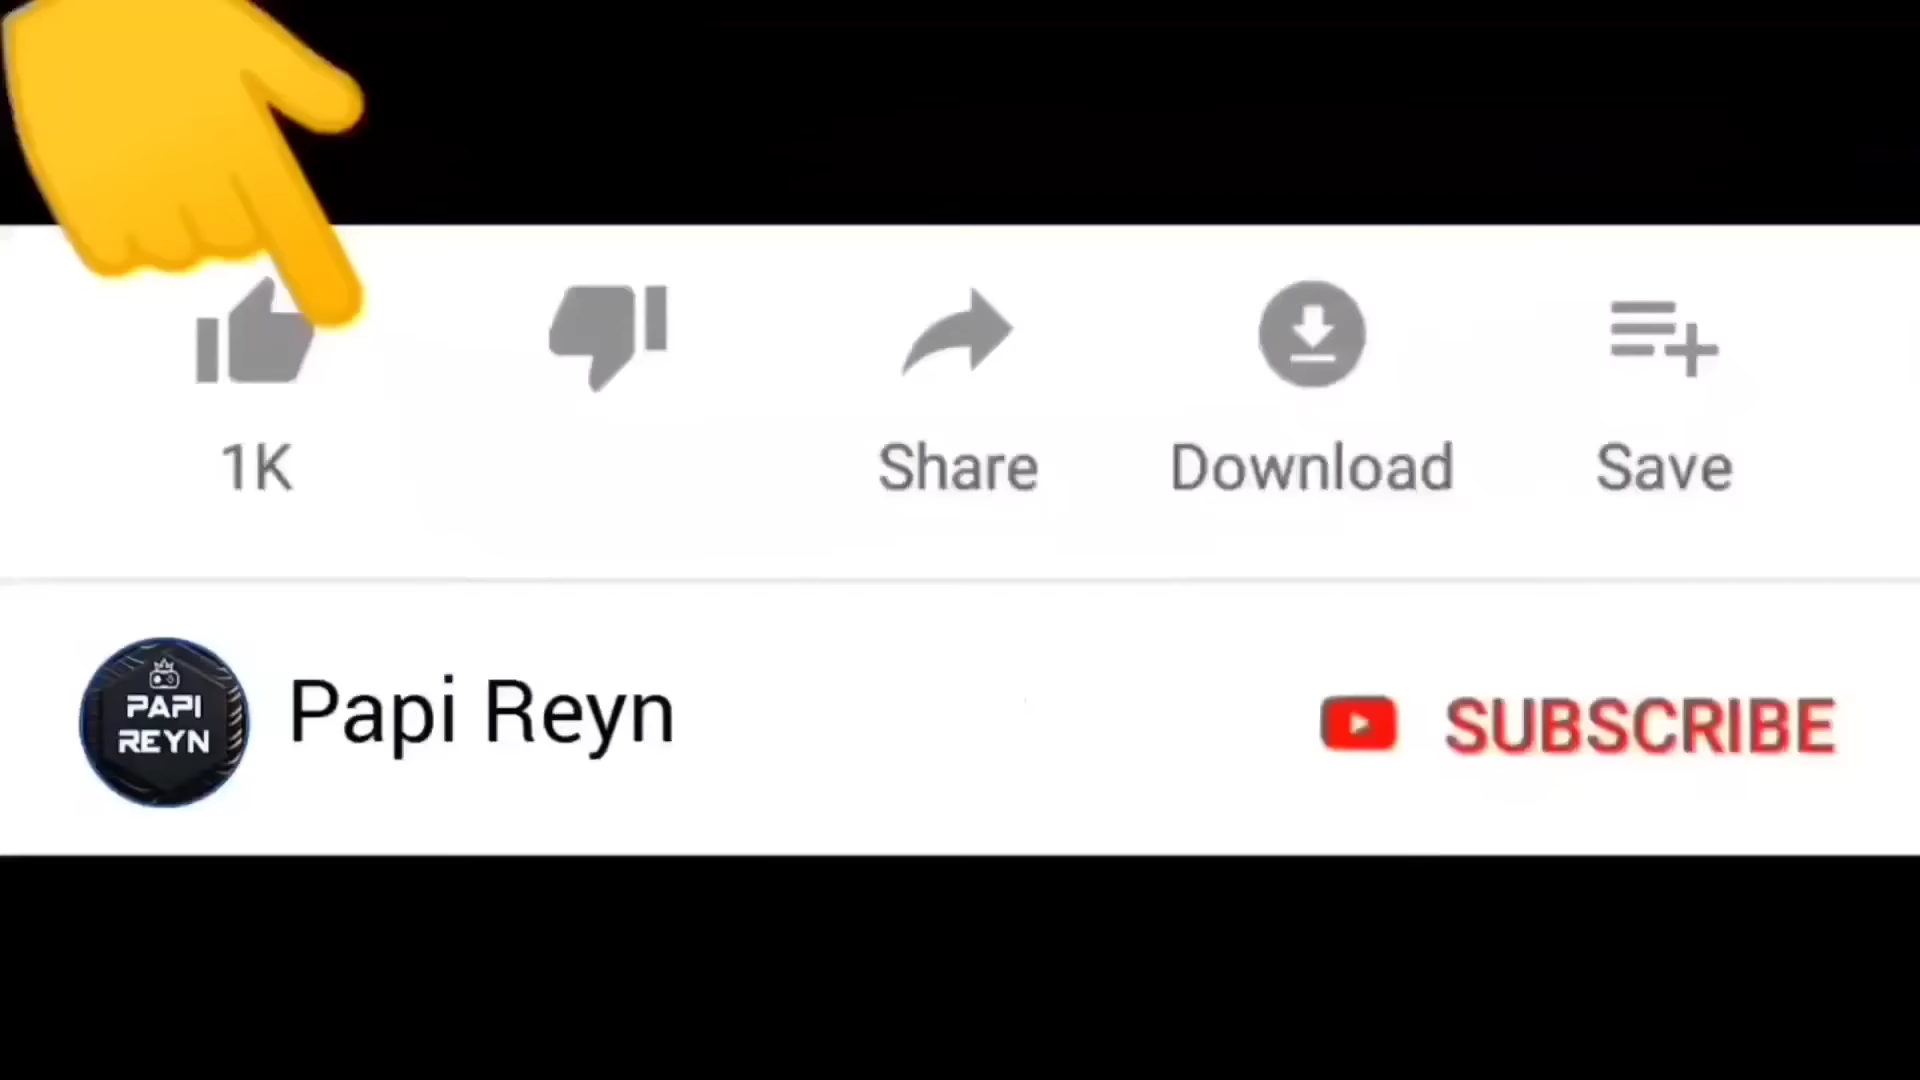 1K
Share
Download
Save
PAPI
REYN
Papi Reyn
SUBSCRIBE